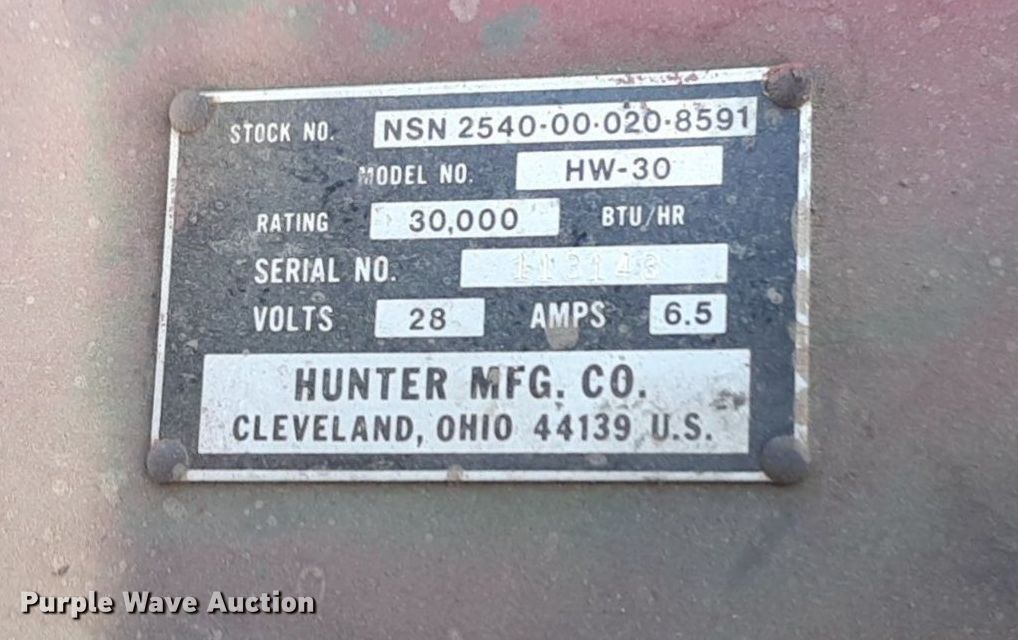 STOCK NO. NSN 2540-00-020-8591
MODEL NO. HW-30
RATING 30,000 BTU/HR
SERIAL NO.
VOLTS 28 AMPS 6.5
HUNTER MFG. CO.
CLEVELAND, OHIO 44139 U.S.
Purple Wave Auction